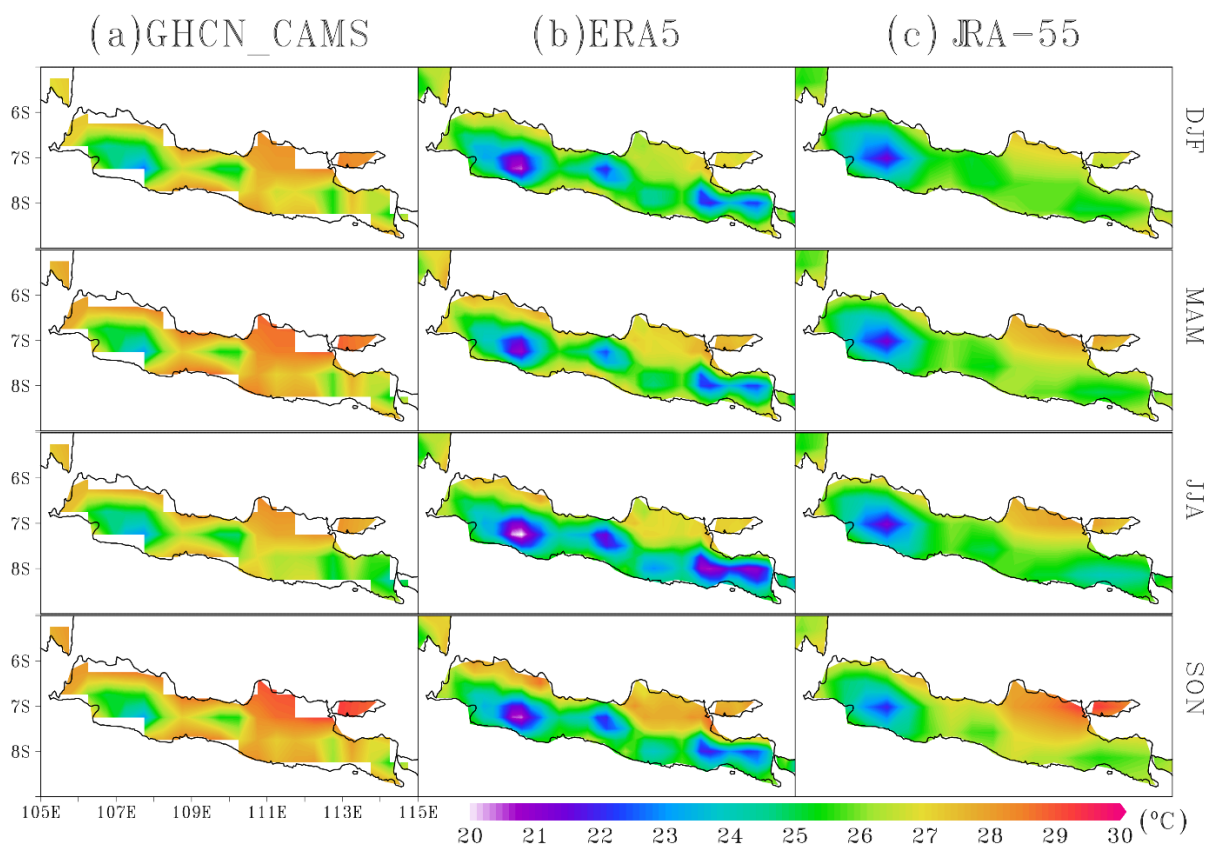 (a)GHCN_CAMS (b)ERA5 (c) JRA-55
6S
7S
8S
DJF
6S
7S
8S
MAM
6S
7S
8S
JJA
6S
7S
8S
SON
105E 107E 109E 111E 113E 115E
20 21 22 23 24 25 26 27 28 29 30 (ºC)